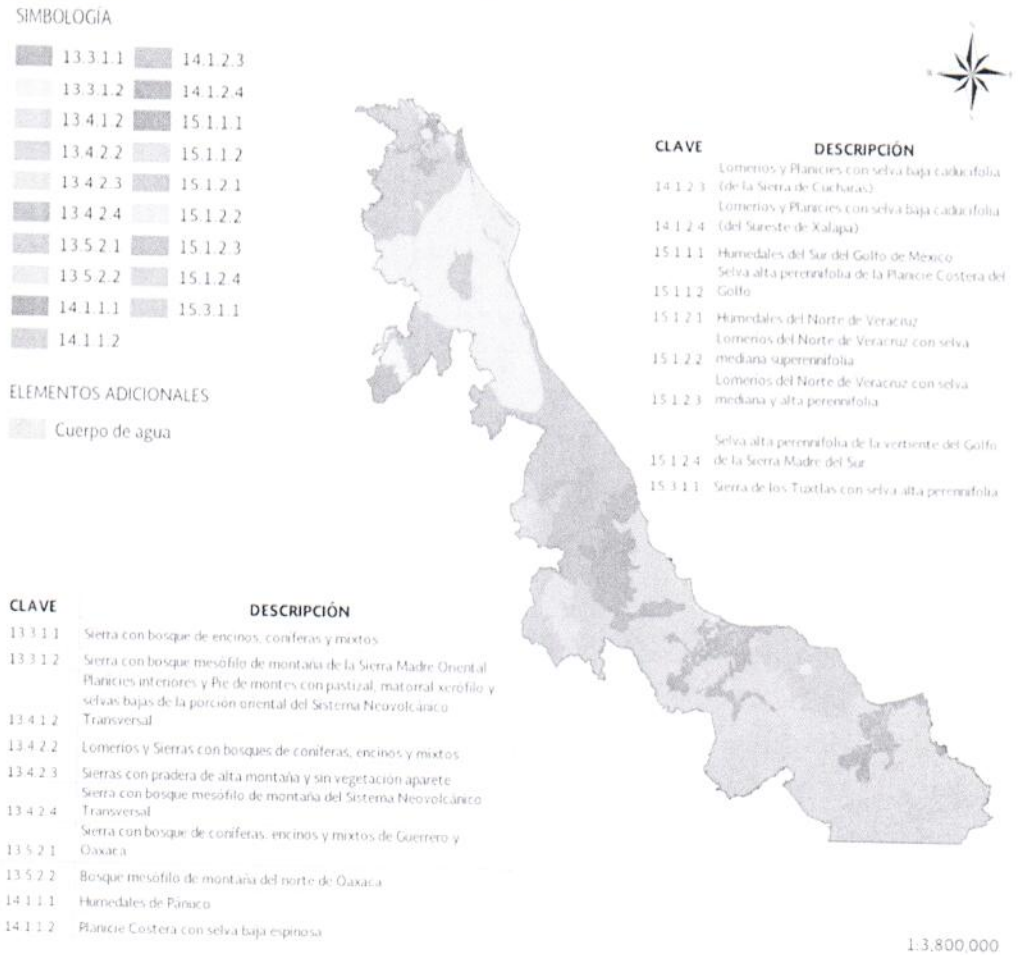 SIMBOLOGÍA
13.3.1.1 14.1.2.3
13.3.1.2 14.1.2.4
13.4.1.2 15.1.1.1
13.4.2.2 15.1.1.2
13.4.2.3 15.1.2.1
13.4.2.4 15.1.2.2
13.5.2.1 15.1.2.3
13.5.2.2 15.1.2.4
14.1.1.1 15.3.1.1
14.1.1.2
ELEMENTOS ADICIONALES
Cuerpo de agua
CLAVE DESCRIPCIÓN
Lomeríos y Planicies con selva baja caducifolia
14.1.2.3 (de la Sierra de Cucharas)
Lomeríos y Planicies con selva baja caducifolia
14.1.2.4 (del Sureste de Xalapa)
15.1.1.1 Humedales del Sur del Golfo de México
Selva alta perennifolia de la Planicie Costera del
15.1.1.2 Golfo
15.1.2.1 Humedales del Norte de Veracruz
Lomeríos del Norte de Veracruz con selva
15.1.2.2 mediana superennifolia
Lomeríos del Norte de Veracruz con selva
15.1.2.3 mediana y alta perennifolia
Selva alta perennifolia de la vertiente del Golfo
15.1.2.4 de la Sierra Madre del Sur
15.3.1.1 Sierra de los Tuxtlas con selva alta perennifolia
CLAVE DESCRIPCIÓN
13.3.1.1 Sierra con bosque de encinos, coníferas y mixtos
13.3.1.2 Sierra con bosque mesófilo de montaña de la Sierra Madre Oriental
Planicies interiores y Pie de montes con pastizal, matorral xerófilo y
selvas bajas de la porción oriental del Sistema Neovolcánico
13.4.1.2 Transversal
13.4.2.2 Lomeríos y Sierras con bosques de coníferas, encinos y mixtos
13.4.2.3 Sierras con pradera de alta montaña y sin vegetación aparete
Sierra con bosque mesófilo de montaña del Sistema Neovolcánico
13.4.2.4 Transversal
Sierra con bosque de coníferas, encinos y mixtos de Guerrero y
13.5.2.1 Oaxaca
13.5.2.2 Bosque mesófilo de montaña del norte de Oaxaca
14.1.1.1 Humedales de Pánuco
14.1.1.2 Planicie Costera con selva baja espinosa
1:3,800,000